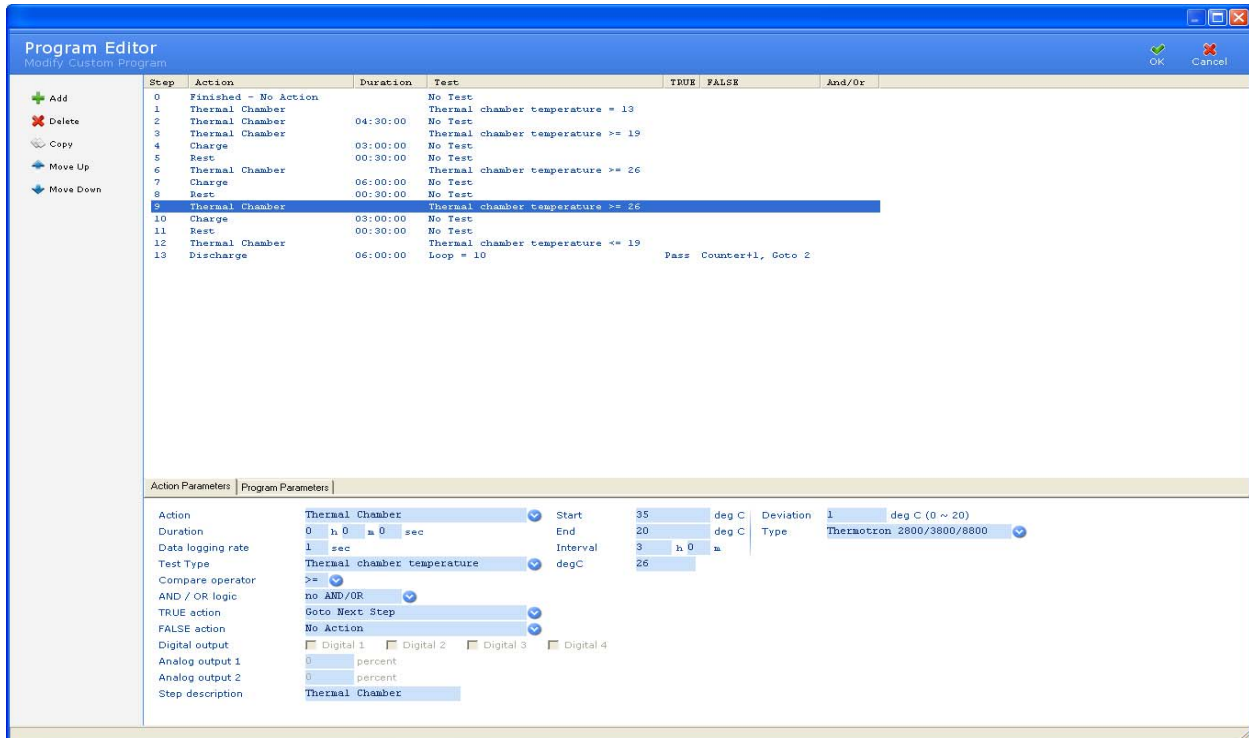 Program Editor
Modify Custom Program
OK Cancel
Add
Delete
Copy
Move Up
Move Down
Step Action Duration Test TRUE FALSE And/Or
0 Finished - No Action No Test
1 Thermal Chamber Thermal chamber temperature = 13
2 Thermal Chamber 04:30:00 No Test
3 Thermal Chamber Thermal chamber temperature >= 19
4 Charge 03:00:00 No Test
5 Rest 00:30:00 No Test
6 Thermal Chamber Thermal chamber temperature >= 26
7 Charge 06:00:00 No Test
8 Rest 00:30:00 No Test
9 Thermal Chamber Thermal chamber temperature >= 26
10 Charge 03:00:00 No Test
11 Rest 00:30:00 No Test
12 Thermal Chamber Thermal chamber temperature <= 19
13 Discharge 06:00:00 Loop = 10 Pass Counter+1, Goto 2
Action Parameters Program Parameters
Action Thermal Chamber Start 35 deg C Deviation 1 deg C (0 ~ 20)
Duration 0 h 0 m 0 sec End 20 deg C Type Thermotron 2800/3800/8800
Data logging rate 1 sec Interval 3 h 0 m
Test Type Thermal chamber temperature degC 26
Compare operator >=
AND / OR logic no AND/OR
TRUE action Goto Next Step
FALSE action No Action
Digital output Digital 1 Digital 2 Digital 3 Digital 4
Analog output 1 0 percent
Analog output 2 0 percent
Step description Thermal Chamber